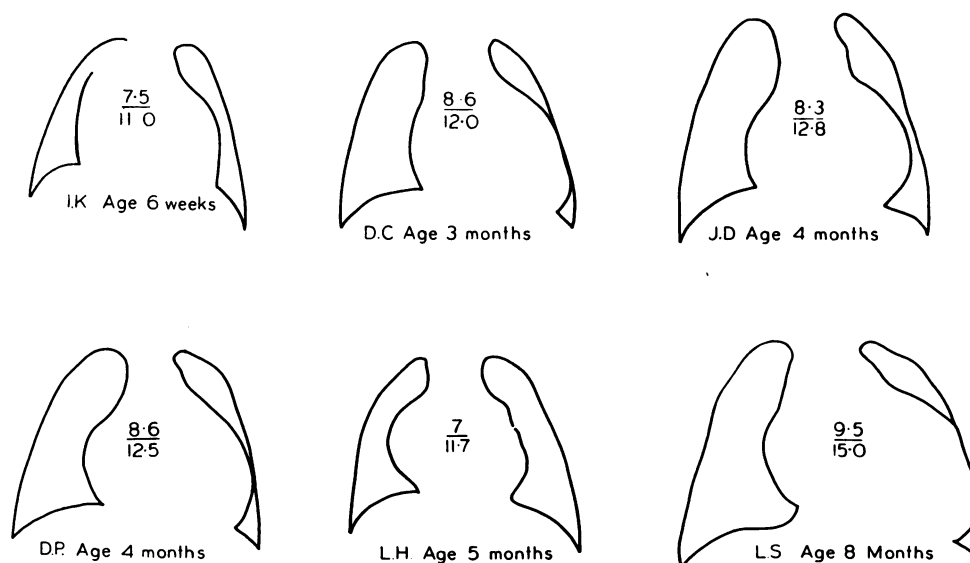 7·5
11 0
I.K Age 6 weeks
8·6
12·0
D.C Age 3 months
8·3
12·8
J.D Age 4 months
8·6
12·5
D.P. Age 4 months
7
11·7
L.H. Age 5 months
9·5
15·0
L.S Age 8 Months